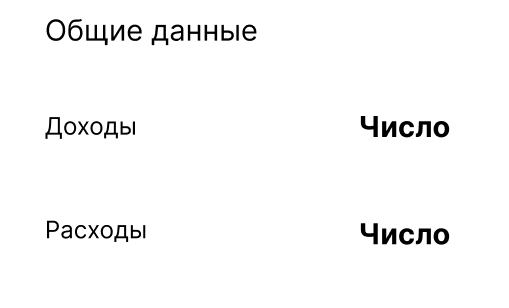 Общие данные
Доходы Число
Расходы Число